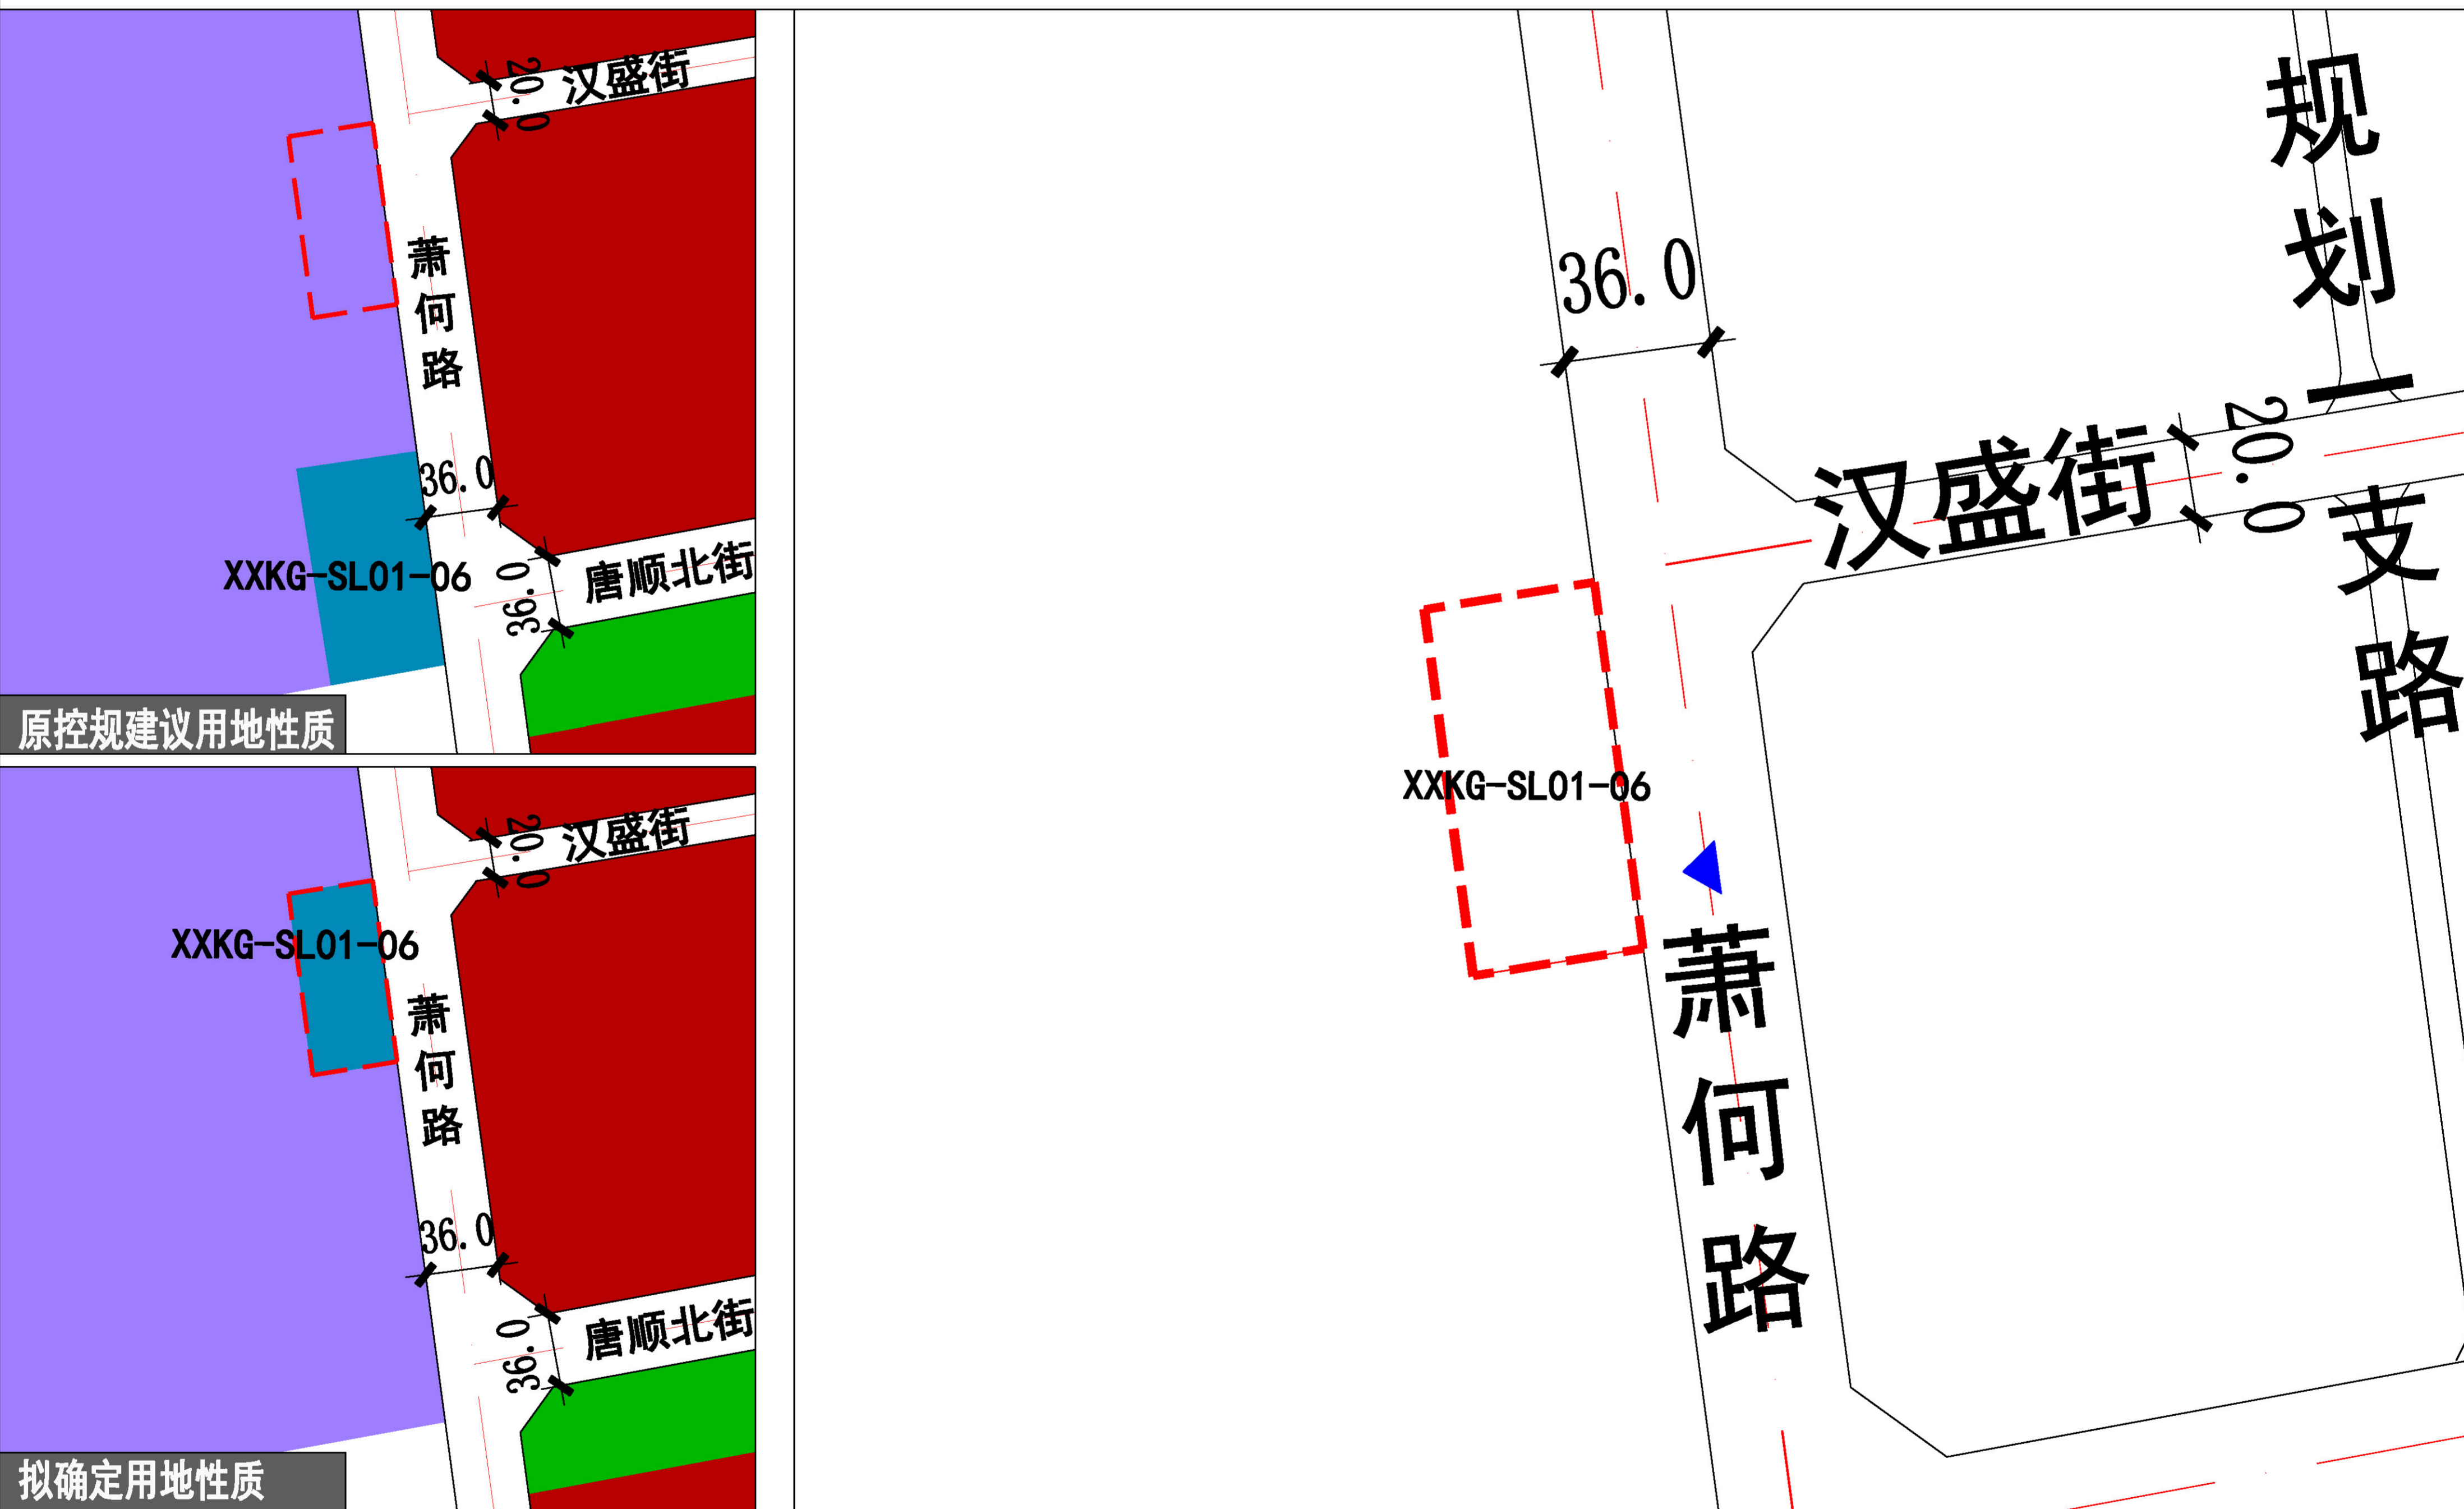 汉盛街
20.0
萧何路
36.0
XXKG-SL01-06
36.0
唐顺北街
原控规建议用地性质
汉盛街
20.0
XXKG-SL01-06
萧何路
36.0
36.0
唐顺北街
拟确定用地性质
规划一支路
36.0
汉盛街
20.0
XXKG-SL01-06
萧何路